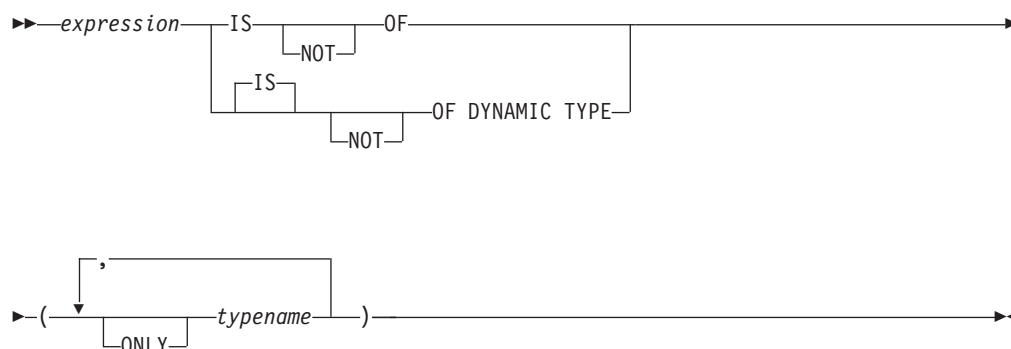 expression IS OF
NOT
IS
OF DYNAMIC TYPE
NOT
,
( typename )
ONLY